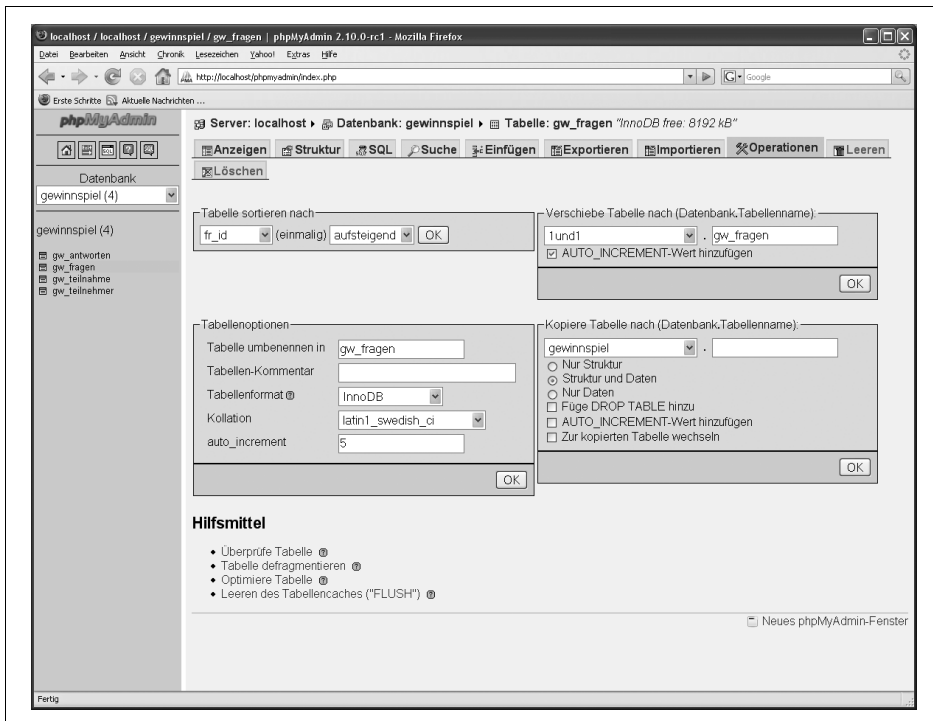 localhost / localhost / gewinnspiel / gw_fragen | phpMyAdmin 2.10.0-rc1 - Mozilla Firefox
Datei Bearbeiten Ansicht Chronik Lesezeichen Yahoo! Extras Hilfe
http://localhost/phpmyadmin/index.php
G Google
Erste Schritte Aktuelle Nachrichten ...
phpMyAdmin
SQL
Datenbank
gewinnspiel (4)
gewinnspiel (4)
gw_antworten
gw_fragen
gw_teilnahme
gw_teilnehmer
Server: localhost Datenbank: gewinnspiel Tabelle: gw_fragen "InnoDB free: 8192 kB"
Anzeigen Struktur SQL Suche Einfügen Exportieren Importieren Operationen Leeren
Löschen
Tabelle sortieren nach
fr_id (einmalig) aufsteigend OK
Verschiebe Tabelle nach (Datenbank.Tabellenname):
1und1 . gw_fragen
AUTO_INCREMENT-Wert hinzufügen
OK
Tabellenoptionen
Tabelle umbenennen in gw_fragen
Tabellen-Kommentar
Tabellenformat InnoDB
Kollation latin1_swedish_ci
auto_increment 5
OK
Kopiere Tabelle nach (Datenbank.Tabellenname):
gewinnspiel .
Nur Struktur
Struktur und Daten
Nur Daten
Füge DROP TABLE hinzu
AUTO_INCREMENT-Wert hinzufügen
Zur kopierten Tabelle wechseln
OK
Hilfsmittel
Überprüfe Tabelle
Tabelle defragmentieren
Optimiere Tabelle
Leeren des Tabellencaches ("FLUSH")
Neues phpMyAdmin-Fenster
Fertig